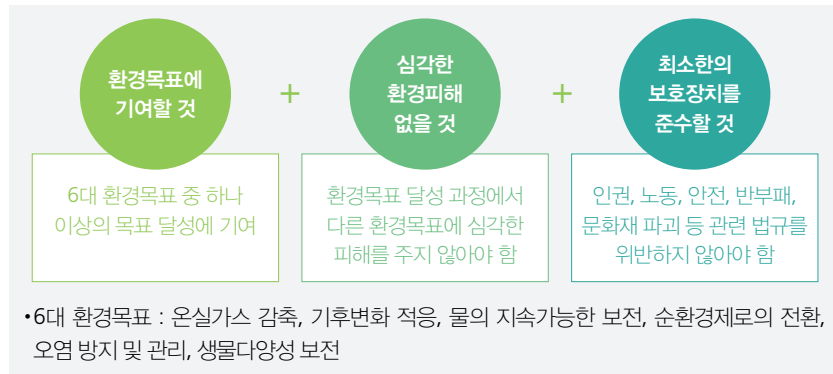 환경목표에
기여할 것
+
심각한
환경피해
없을 것
+
최소한의
보호장치를
준수할 것
6대 환경목표 중 하나
이상의 목표 달성에 기여
환경목표 달성 과정에서
다른 환경목표에 심각한
피해를 주지 않아야 함
인권, 노동, 안전, 반부패,
문화재 파괴 등 관련 법규를
위반하지 않아야 함
•6대 환경목표 : 온실가스 감축, 기후변화 적응, 물의 지속가능한 보전, 순환경제로의 전환,
오염 방지 및 관리, 생물다양성 보전